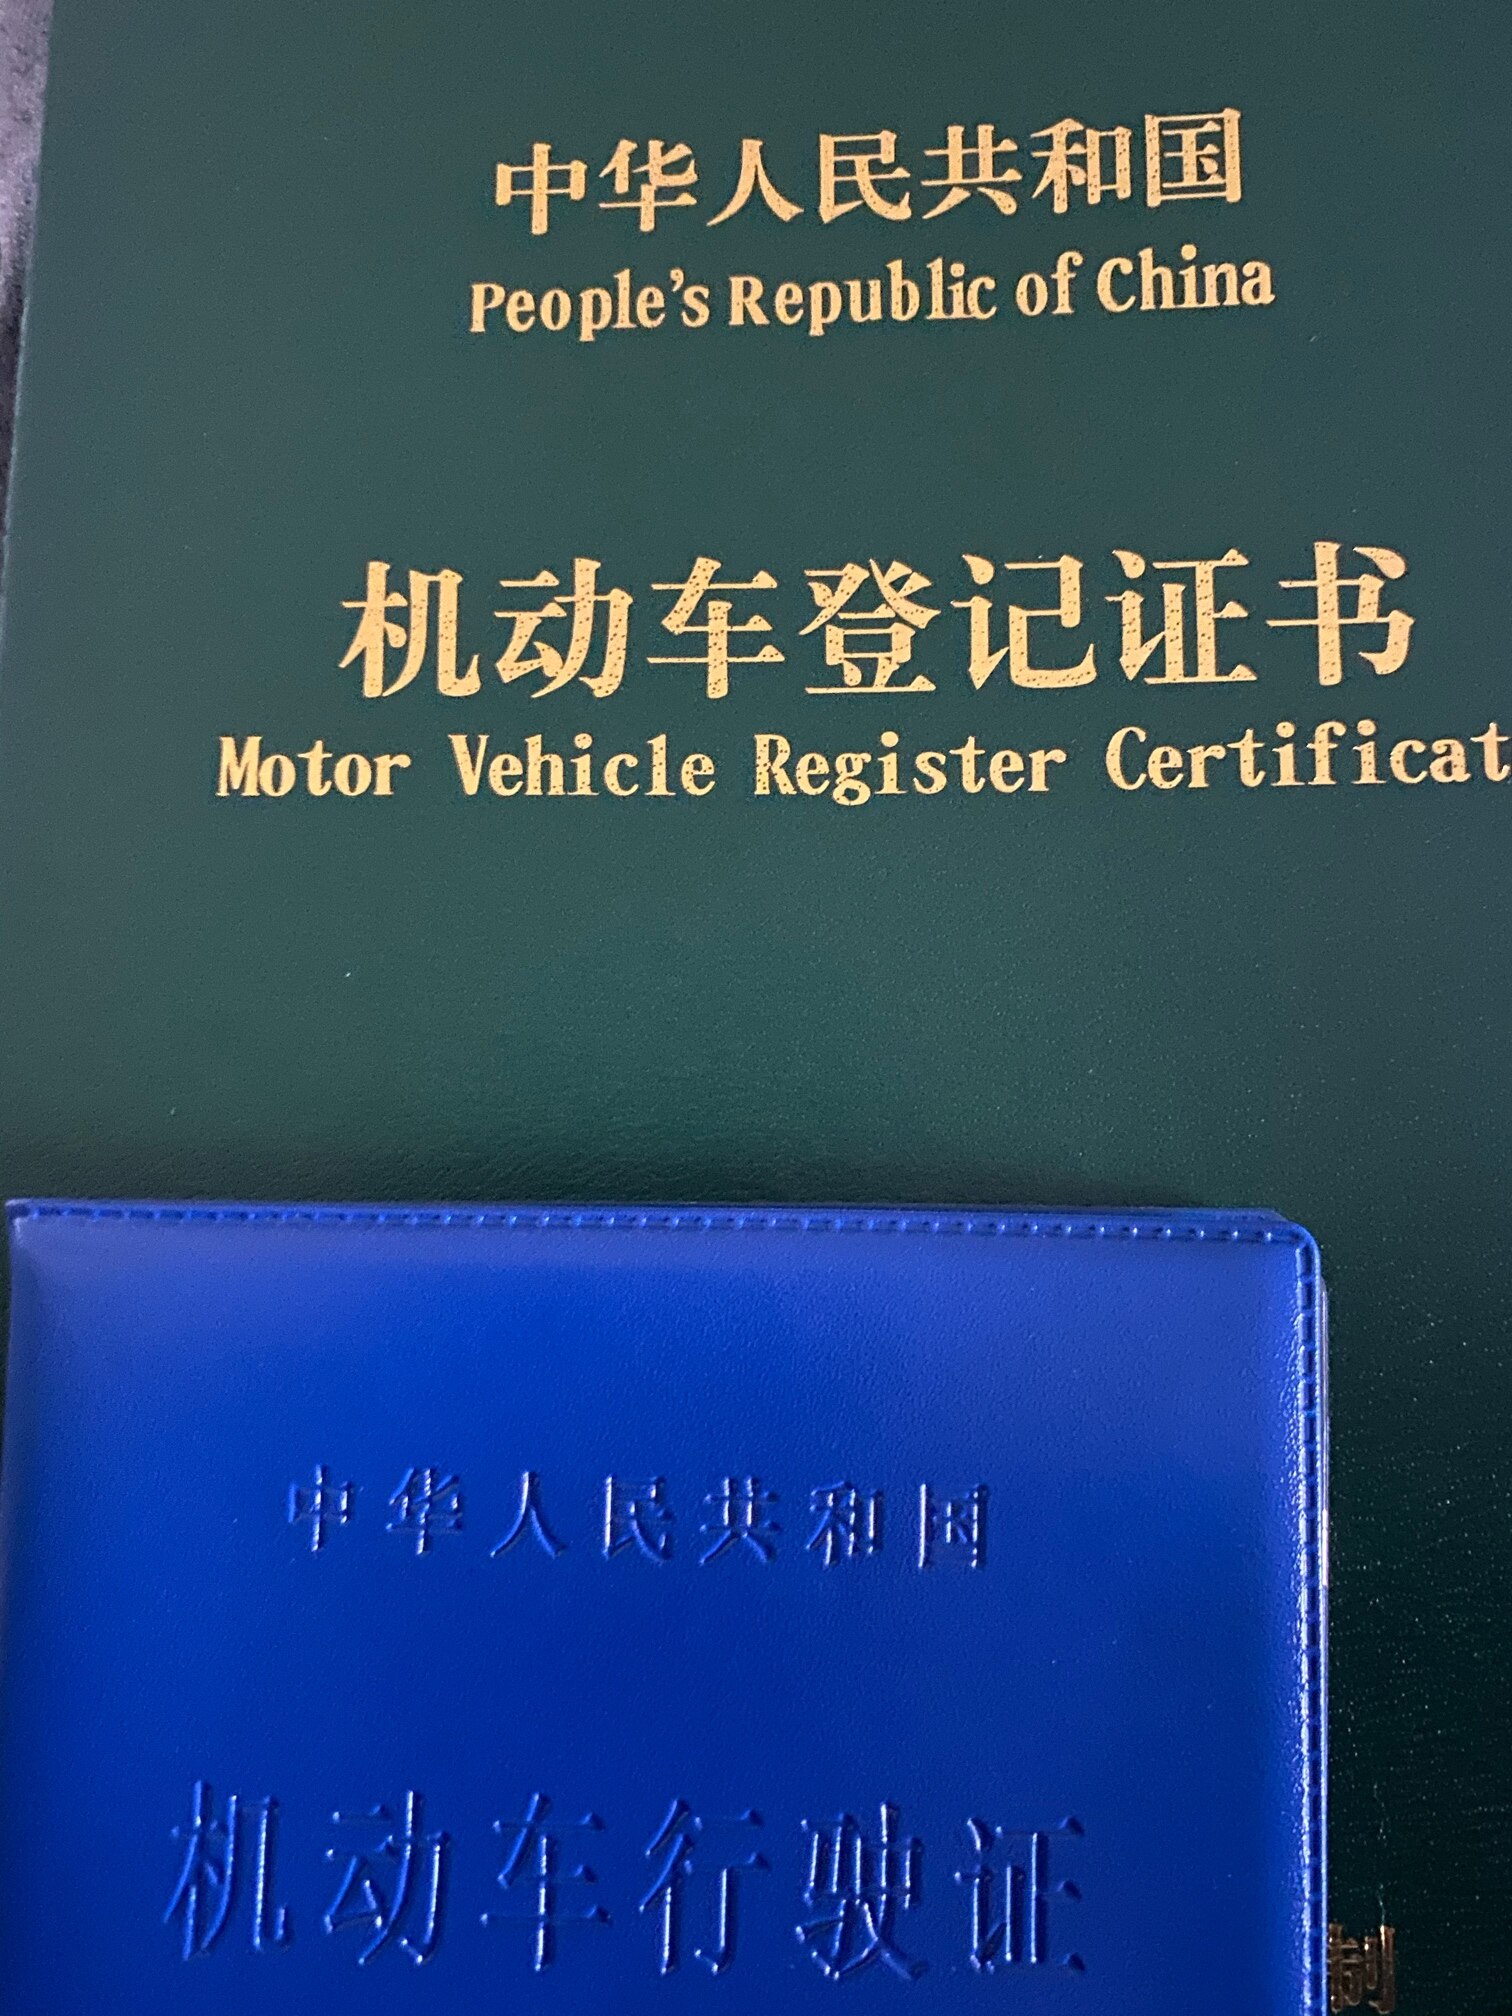 中华人民共和国
People's Republic of China
机动车登记证书
Motor Vehicle Register Certificat
中华人民共和国
机动车行驶证
制